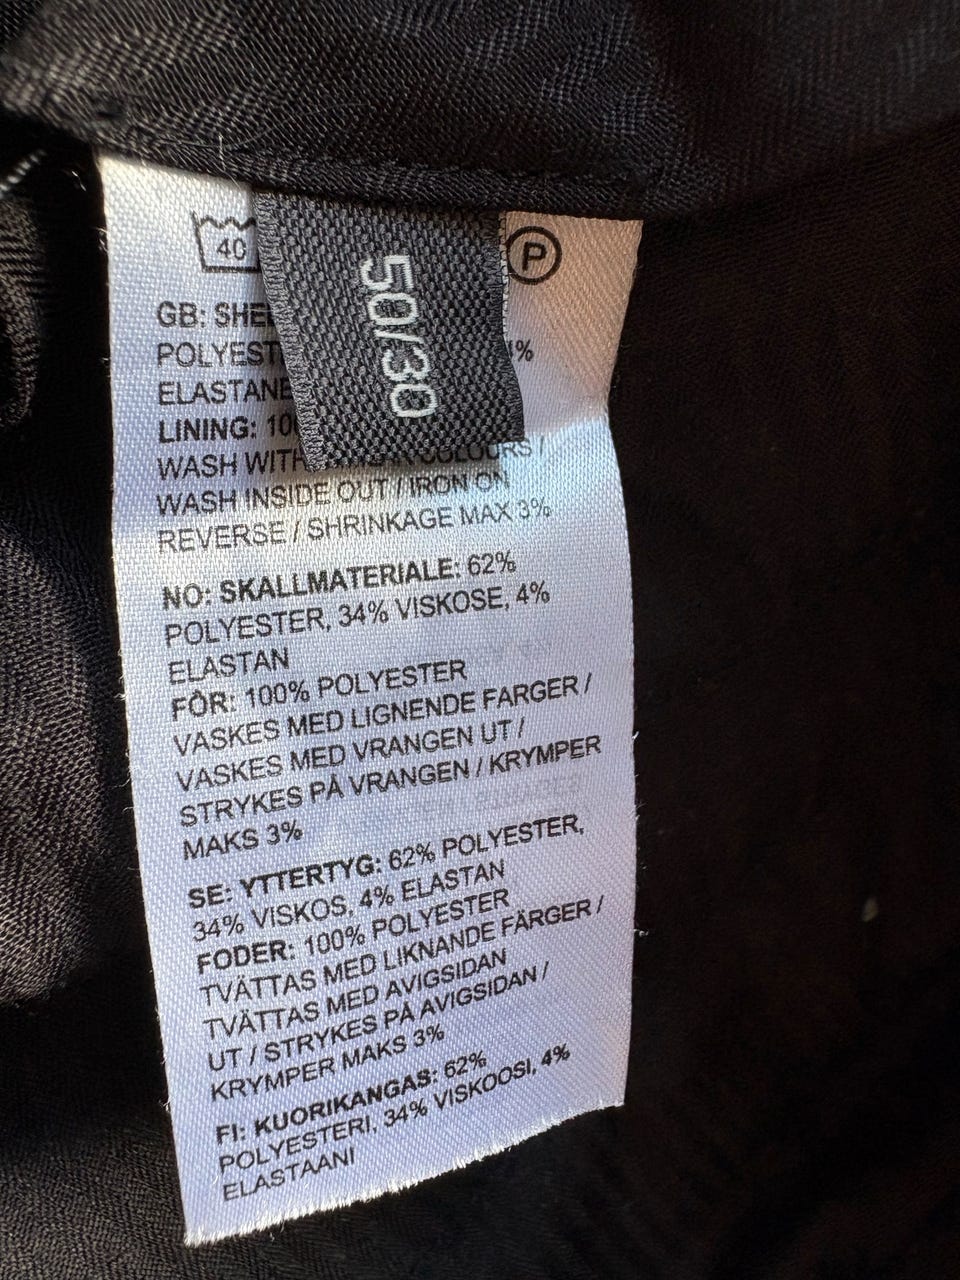 40
P
50/30
GB:
POLYEST
ELASTANE
LINING: 10
WASH WITH COLOURS /
WASH INSIDE OUT / IRON ON
REVERSE / SHRINKAGE MAX 3%
NO: SKALLMATERIALE: 62%
POLYESTER, 34% VISKOSE, 4%
ELASTAN
FÔR: 100% POLYESTER
VASKES MED LIGNENDE FARGER /
VASKES MED VRANGEN UT /
STRYKES PÅ VRANGEN / KRYMPER
MAKS 3%
SE: YTTERTYG: 62% POLYESTER,
34% VISKOS, 4% ELASTAN
FODER: 100% POLYESTER
TVÄTTAS MED LIKNANDE FÄRGER /
TVÄTTAS MED AVIGSIDAN
UT / STRYKES PÅ AVIGSIDAN /
KRYMPER MAKS 3%
FI: KUORIKANGAS: 62%
POLYESTERI, 34% VISKOOSI, 4%
ELASTAANI